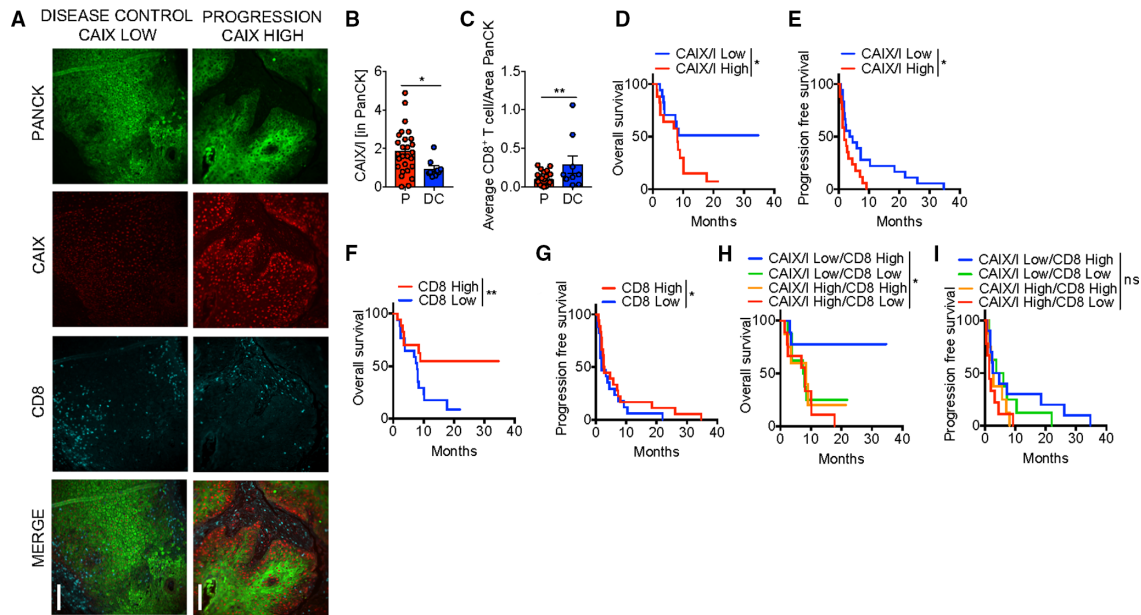 A
DISEASE CONTROL
CAIX LOW
PROGRESSION
CAIX HIGH
PANCK
CAIX
CD8
MERGE
B
CAIX/I [in PanCK]
6
4
2
0
*
P
DC
C
Average CD8⁺ T cell/Area PanCK
1.5
1.0
0.5
0.0
**
P
DC
D
CAIX/I Low
CAIX/I High
*
Overall survival
100
50
0
0
10
20
30
40
Months
E
CAIX/I Low
CAIX/I High
*
Progression free survival
100
50
0
0
10
20
30
40
Months
F
CD8 High
CD8 Low
**
Overall survival
100
50
0
0
10
20
30
40
Months
G
CD8 High
CD8 Low
*
Progression free survival
100
50
0
0
10
20
30
40
Months
H
CAIX/I Low/CD8 High
CAIX/I Low/CD8 Low
CAIX/I High/CD8 High
CAIX/I High/CD8 Low
*
Overall survival
100
50
0
0
10
20
30
40
Months
I
CAIX/I Low/CD8 High
CAIX/I Low/CD8 Low
CAIX/I High/CD8 High
CAIX/I High/CD8 Low
ns
Progression free survival
100
50
0
0
10
20
30
40
Months